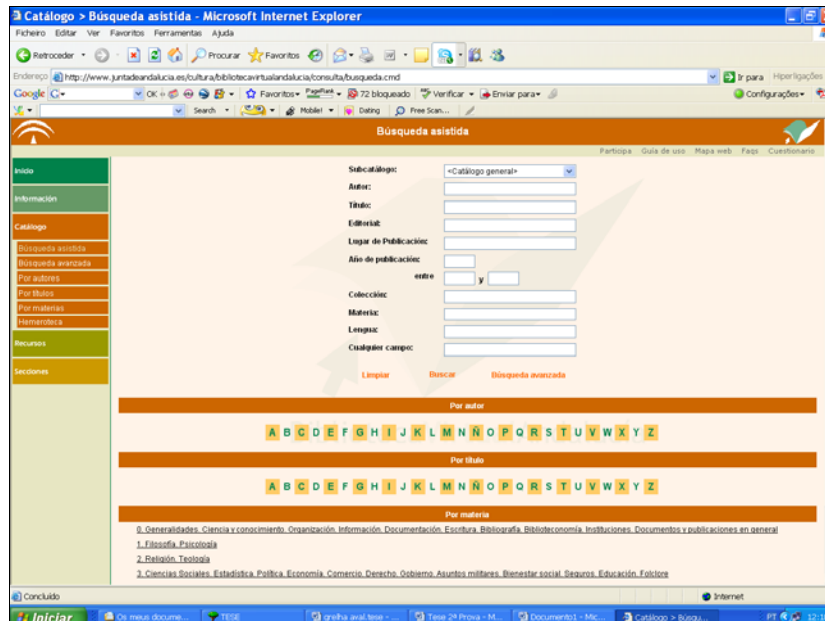 Catálogo > Búsqueda asistida - Microsoft Internet Explorer
Ficheiro Editar Ver Favoritos Ferramentas Ajuda
Retroceder Procurar Favoritos
Endereço http://www.juntadeandalucia.es/cultura/bibliotecavirtualandalucia/consulta/busqueda.cmd Ir para Hiperligações
Google G OK Favoritos PageRank 72 bloqueado Verificar Enviar para Configurações
Search Mobile! Dating Free Scan...
Búsqueda asistida
Participa Guía de uso Mapa web Faqs Cuestionario
Inicio
Información
Catálogo
Búsqueda asistida
Búsqueda avanzada
Por autores
Por títulos
Por materias
Hemeroteca
Recursos
Secciones
Subcatálogo: <Catálogo general>
Autor:
Título:
Editorial:
Lugar de Publicación:
Año de publicación:
entre y
Colección:
Materia:
Lengua:
Cualquier campo:
Limpiar Buscar Búsqueda avanzada
Por autor
A B C D E F G H I J K L M N Ñ O P Q R S T U V W X Y Z
Por título
A B C D E F G H I J K L M N Ñ O P Q R S T U V W X Y Z
Por materia
0. Generalidades. Ciencia y conocimiento. Organización. Información. Documentación. Escritura. Bibliografía. Biblioteconomía. Instituciones. Documentos y publicaciones en general
1. Filosofía. Psicología
2. Religión. Teología
3. Ciencias Sociales. Estadística. Política. Economía. Comercio. Derecho. Gobierno. Asuntos militares. Bienestar social. Seguros. Educación. Folclore
Concluído Internet
Iniciar Os meus docume... TESE grelha aval.tese - ... Tese 2ª Prova - M... Documento1 - Mic... Catálogo > Búsqu... PT